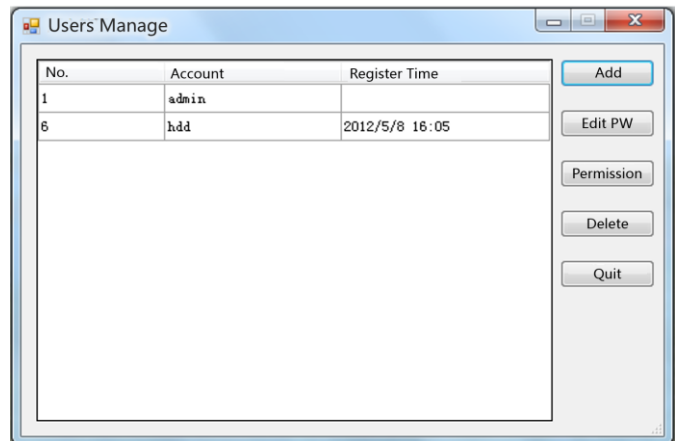 Users Manage
No. Account Register Time
1 admin
6 hdd 2012/5/8 16:05
Add
Edit PW
Permission
Delete
Quit